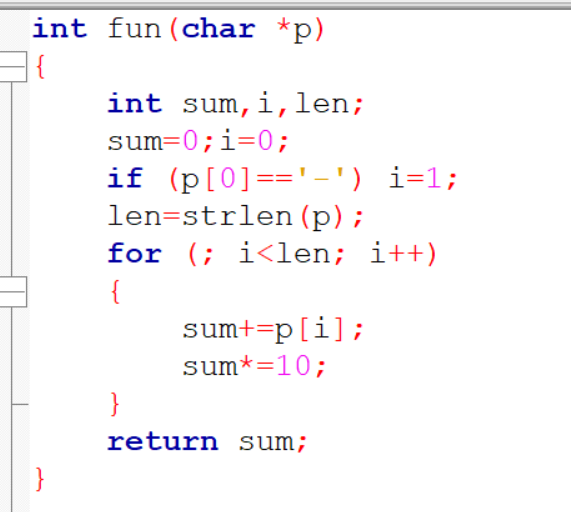 int fun(char *p)
{
int sum,i,len;
sum=0;i=0;
if (p[0]=='-') i=1;
len=strlen(p);
for (; i<len; i++)
{
sum+=p[i];
sum*=10;
}
return sum;
}